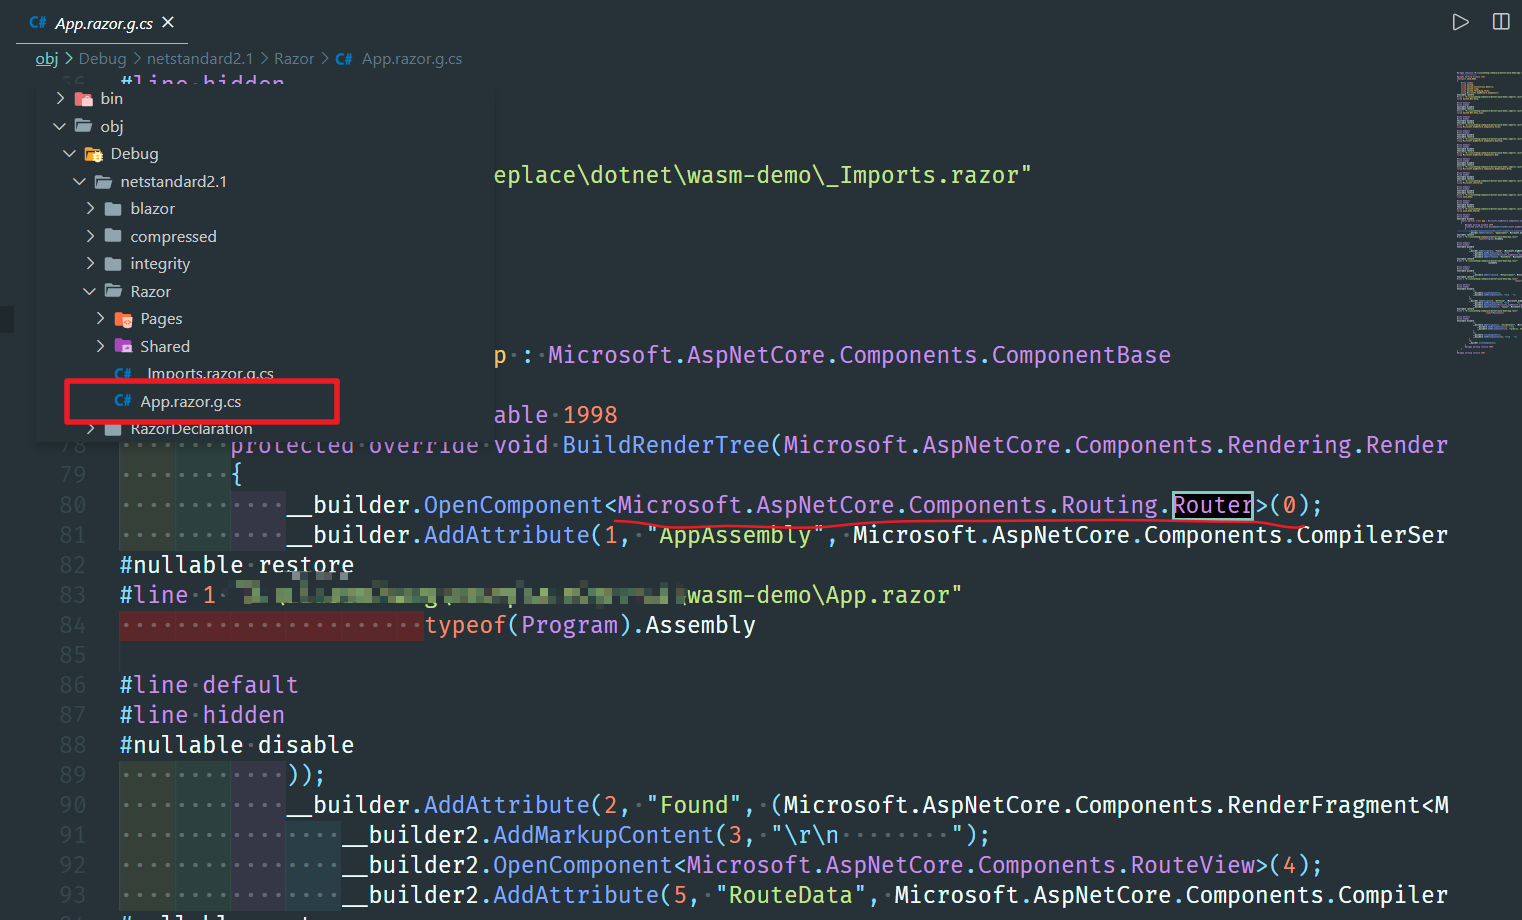 C# App.razor.g.cs ×
obj > Debug > netstandard2.1 > Razor > C# App.razor.g.cs
#line hidden
bin
obj
Debug
eplace\dotnet\wasm-demo\_Imports.razor"
netstandard2.1
blazor
compressed
integrity
Razor
Pages
Shared
p : Microsoft.AspNetCore.Components.ComponentBase
C# _Imports.razor.g.cs
C# App.razor.g.cs
able 1998
RazorDeclaration
78 protected override void BuildRenderTree(Microsoft.AspNetCore.Components.Rendering.Render
79 {
80 __builder.OpenComponent<Microsoft.AspNetCore.Components.Routing.Router>(0);
81 __builder.AddAttribute(1, "AppAssembly", Microsoft.AspNetCore.Components.CompilerSer
82 #nullable restore
83 #line 1 \wasm-demo\App.razor"
84 typeof(Program).Assembly
85
86 #line default
87 #line hidden
88 #nullable disable
89 ));
90 __builder.AddAttribute(2, "Found", (Microsoft.AspNetCore.Components.RenderFragment<M
91 __builder2.AddMarkupContent(3, "\r\n        ");
92 __builder2.OpenComponent<Microsoft.AspNetCore.Components.RouteView>(4);
93 __builder2.AddAttribute(5, "RouteData", Microsoft.AspNetCore.Components.Compiler